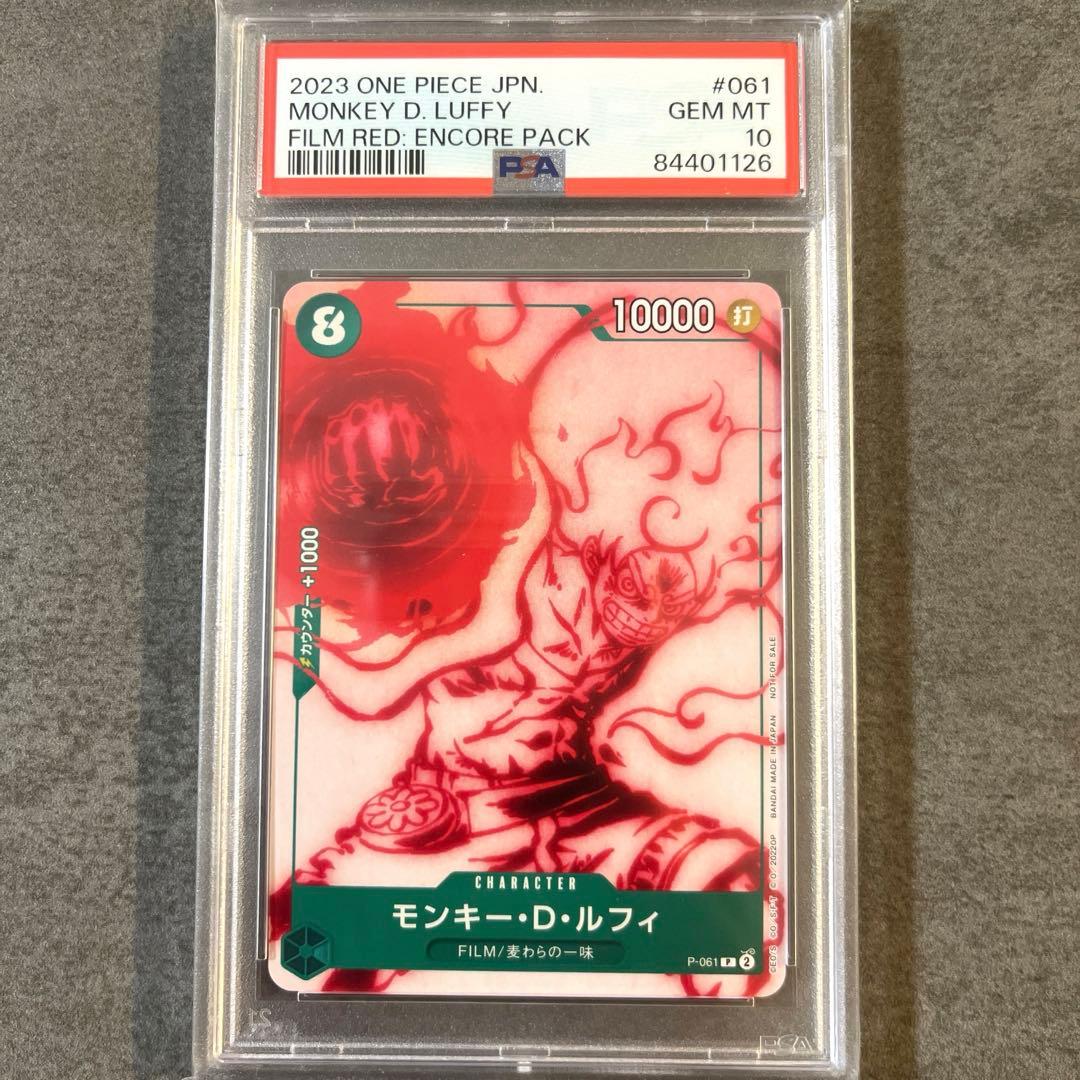 2023 ONE PIECE JPN. #061
MONKEY D. LUFFY GEM MT
FILM RED: ENCORE PACK 10
PSA 84401126
8
10000 打
カウンター +1000
NOT FOR SALE
BANDAI MADE IN JAPAN
©E.O/S. ©O./S.F.T ©O/2022OP
CHARACTER
モンキー・D・ルフィ
FILM/麦わらの一味
P-061 P 2
PSA